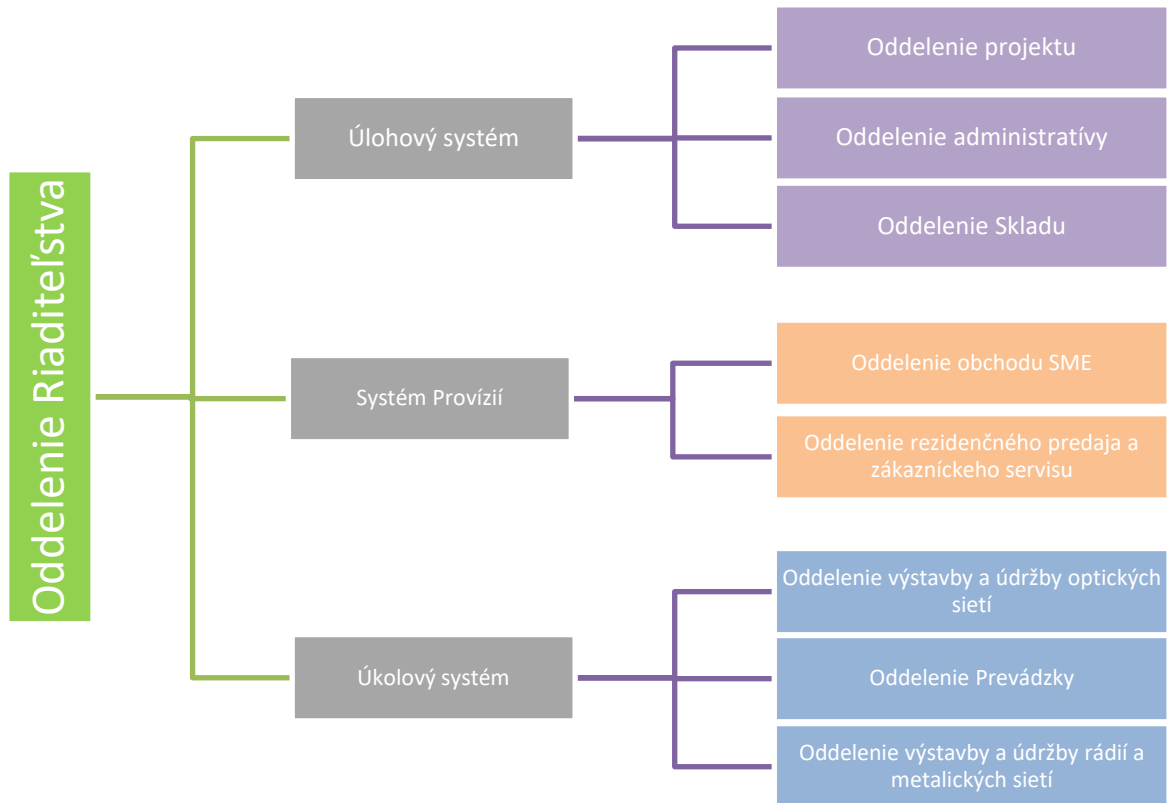 Oddelenie Riaditeľstva
Úlohový systém
Oddelenie projektu
Oddelenie administratívy
Oddelenie Skladu
Systém Provízií
Oddelenie obchodu SME
Oddelenie rezidenčného predaja a
zákazníckeho servisu
Úkolový systém
Oddelenie výstavby a údržby optických
sietí
Oddelenie Prevádzky
Oddelenie výstavby a údržby rádií a
metalických sietí